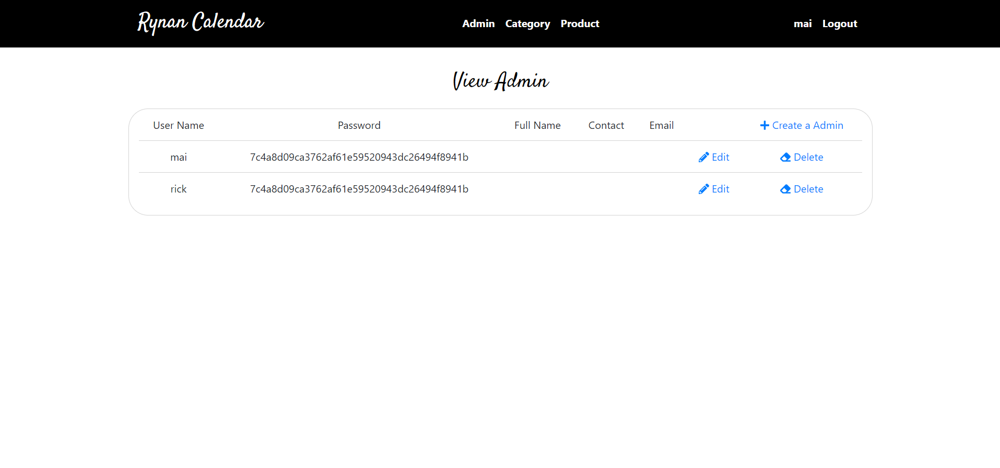 Rynan Calendar Admin Category Product mai Logout
View Admin
User Name Password Full Name Contact Email Create a Admin
mai 7c4a8d09ca3762af61e59520943dc26494f8941b Edit Delete
rick 7c4a8d09ca3762af61e59520943dc26494f8941b Edit Delete